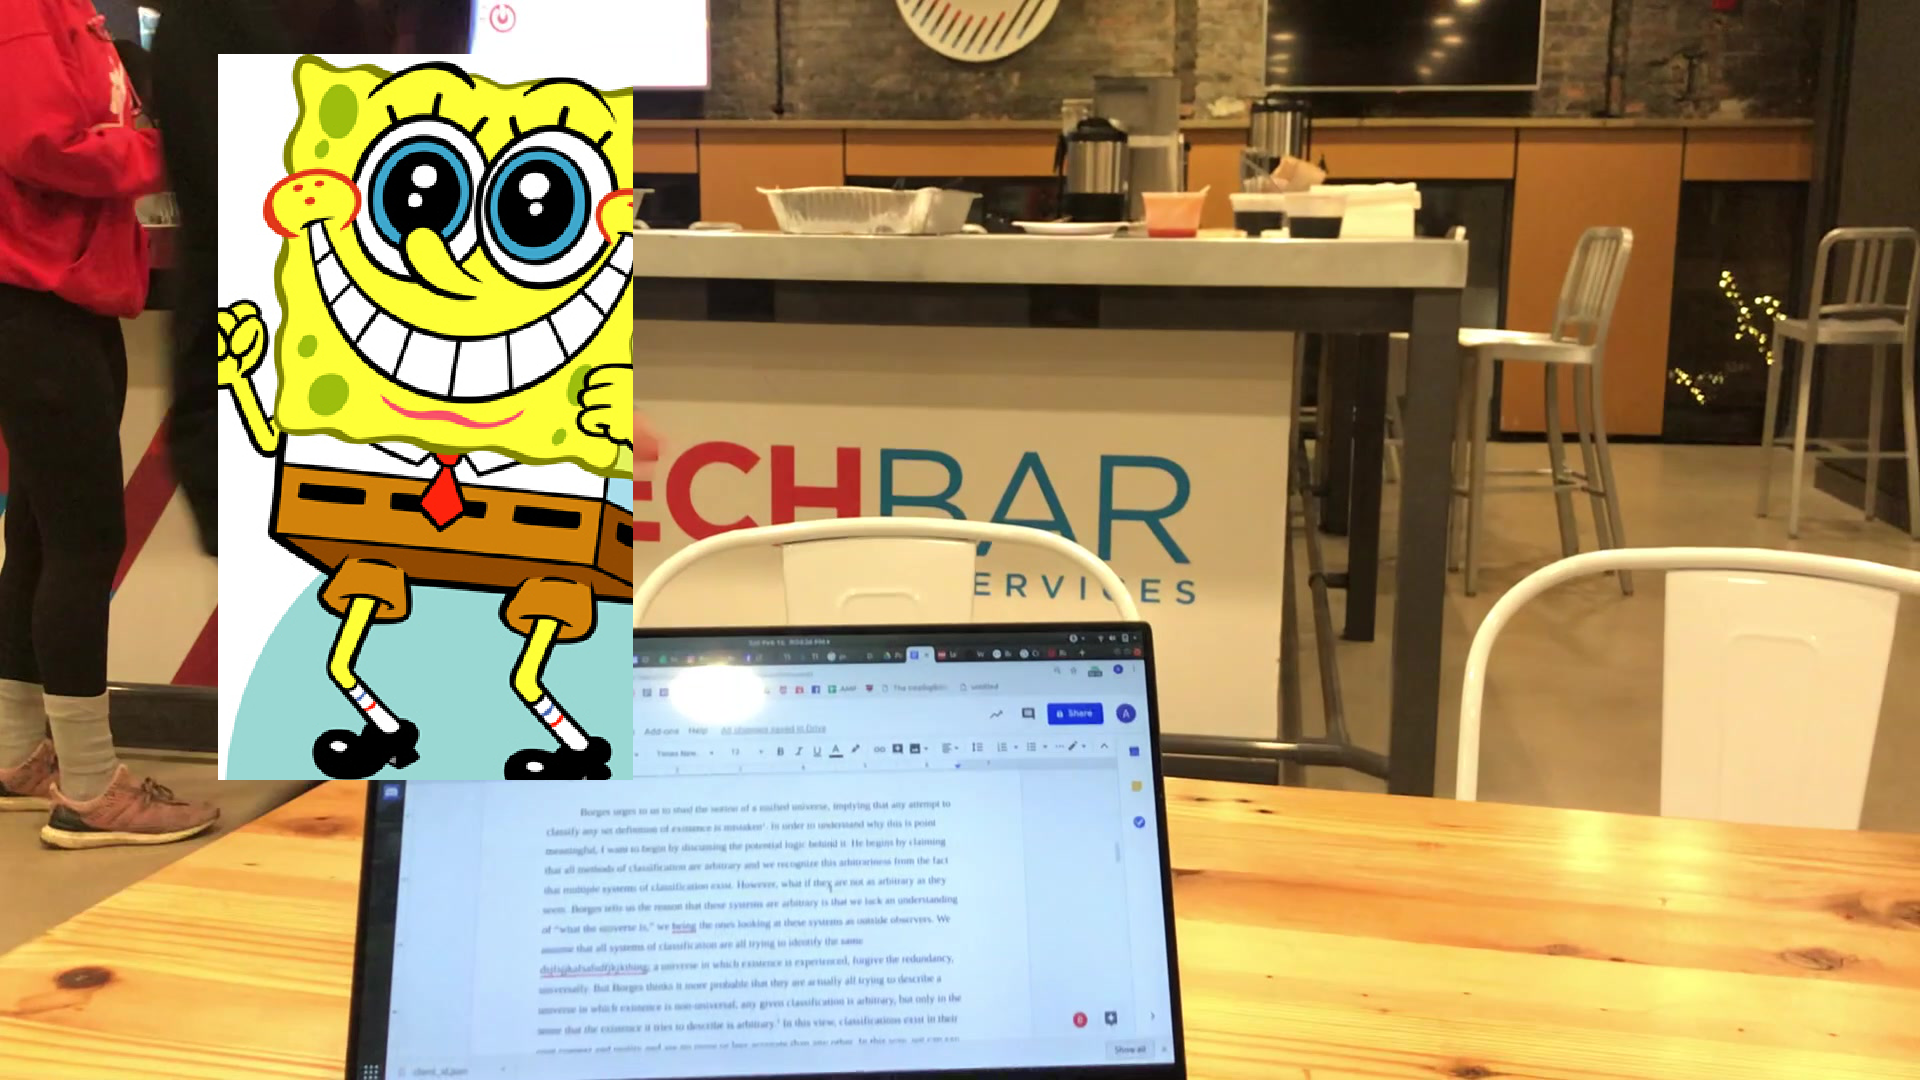 ECHBAR
ERVICES
Add-ons Help All changes saved in Drive
Share
A
Times New... 12 B I U A
AMP
untitled
Borges urges to us to shed the notion of a unified universe, implying that any attempt to
classify any set definition of existence is mistaken¹. In order to understand why this is point
meaningful, I want to begin by discussing the potential logic behind it. He begins by claiming
that all methods of classification are arbitrary and we recognize this arbitrariness from the fact
that multiple systems of classification exist. However, what if they are not as arbitrary as they
seem. Borges tells us the reason that these systems are arbitrary is that we lack an understanding
of "what the universe is," we being the ones looking at these systems as outside observers. We
assume that all systems of classification are all trying to identify the same
a universe in which existence is experienced, forgive the redundancy,
universally. But Borges thinks it more probable that they are actually all trying to describe a
universe in which existence is non-universal, any given classification is arbitrary, but only in the
sense that the existence it tries to describe is arbitrary.² In this view, classifications exist in their
Show all